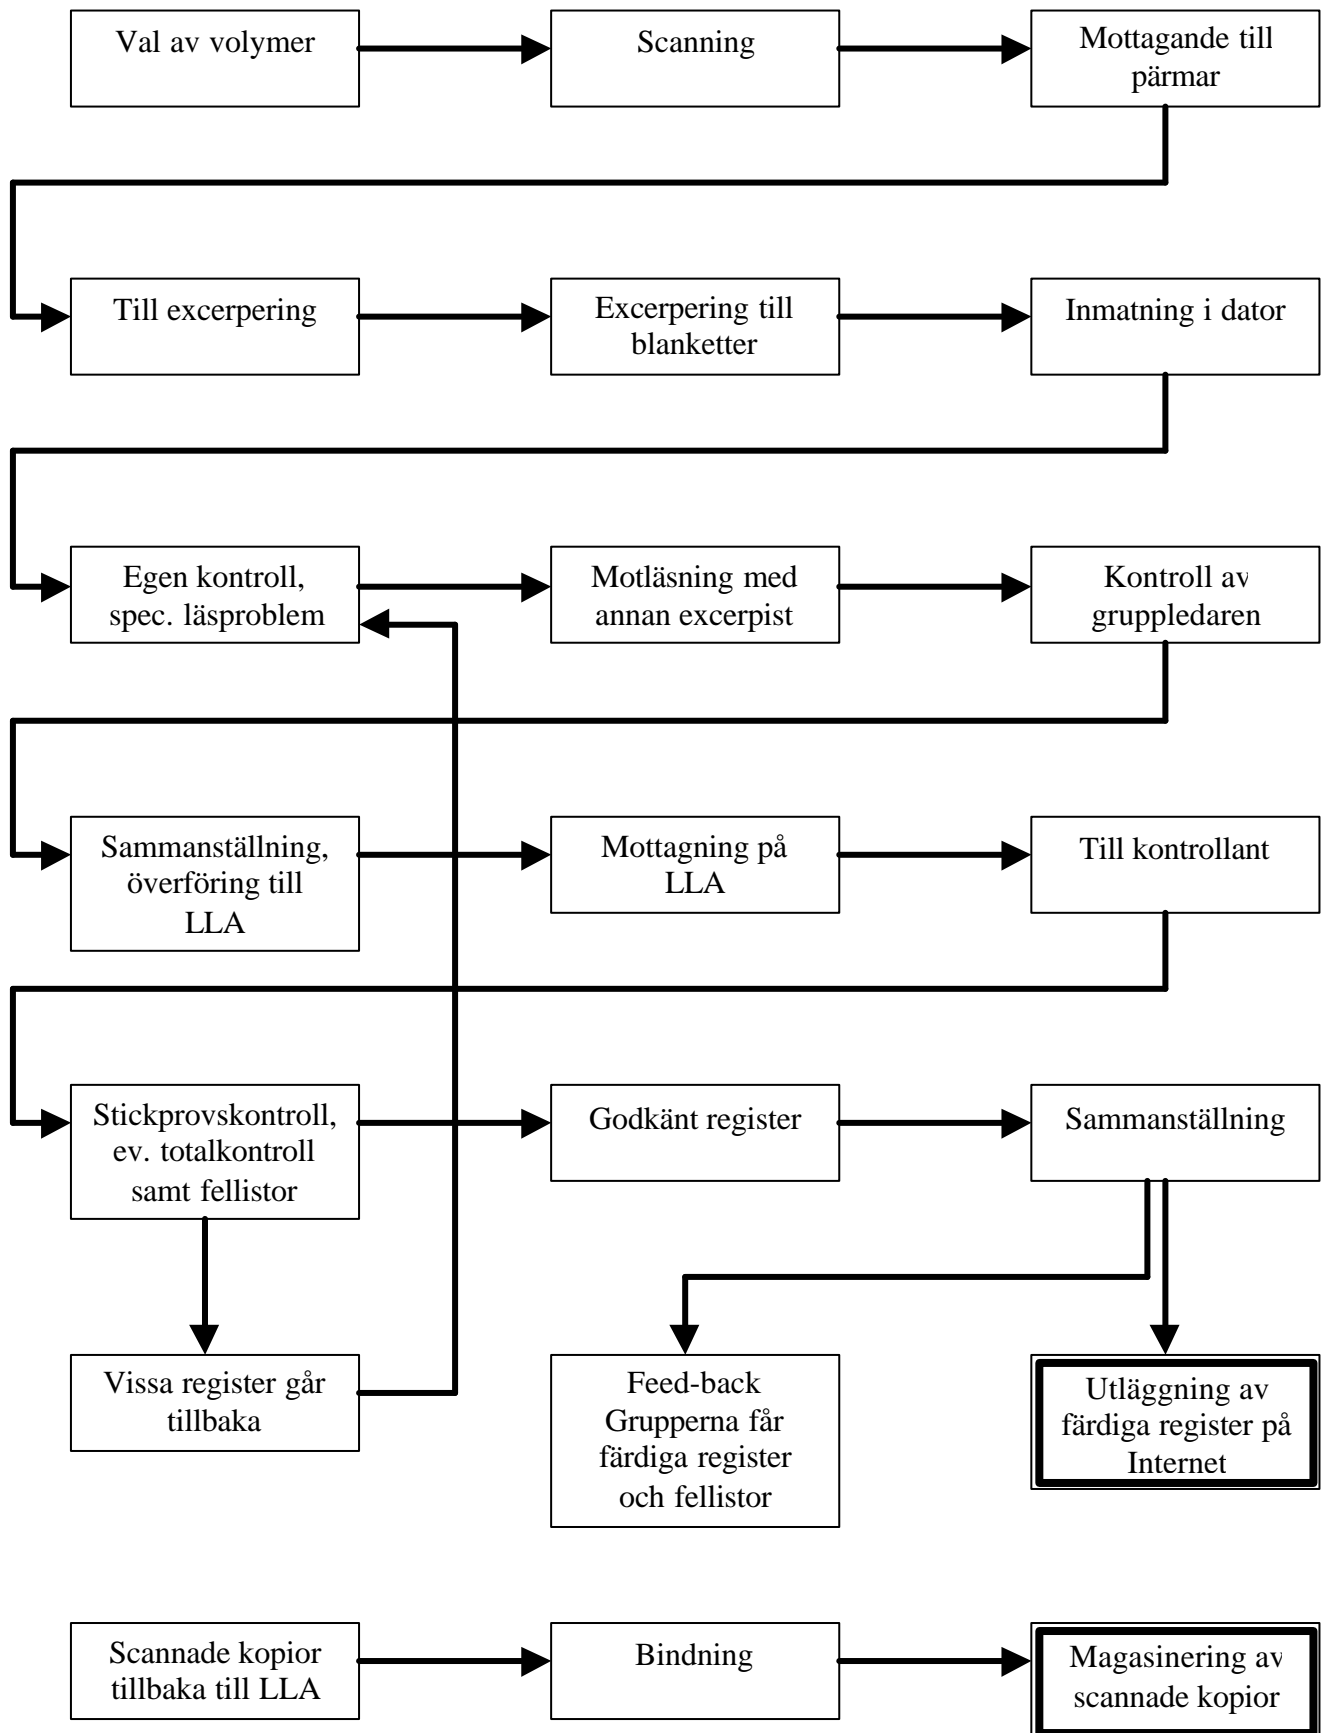 Val av volymer
Scanning
Mottagande till
pärmar
Till excerpering
Excerpering till
blanketter
Inmatning i dator
Egen kontroll,
spec. läsproblem
Motläsning med
annan excerpist
Kontroll av
gruppledaren
Sammanställning,
överföring till
LLA
Mottagning på
LLA
Till kontrollant
Stickprovskontroll,
ev. totalkontroll
samt fellistor
Godkänt register
Sammanställning
Vissa register går
tillbaka
Feed-back
Grupperna får
färdiga register
och fellistor
Utläggning av
färdiga register på
Internet
Scannade kopior
tillbaka till LLA
Bindning
Magasinering av
scannade kopior